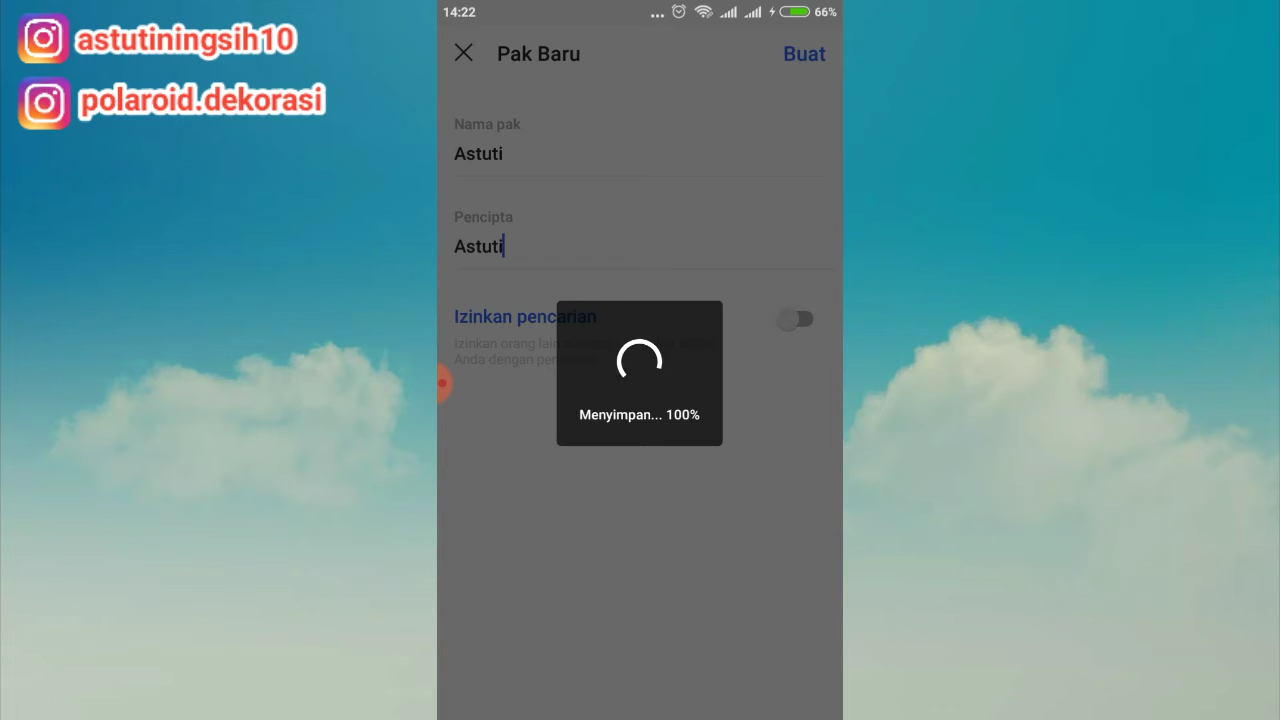 astutiningsih10
polaroid.dekorasi
14:22
66%
Pak Baru
Buat
Nama pak
Astuti
Pencipta
Astuti
Izinkan pencarian
Izinkan orang lain
Anda dengan
Menyimpan... 100%